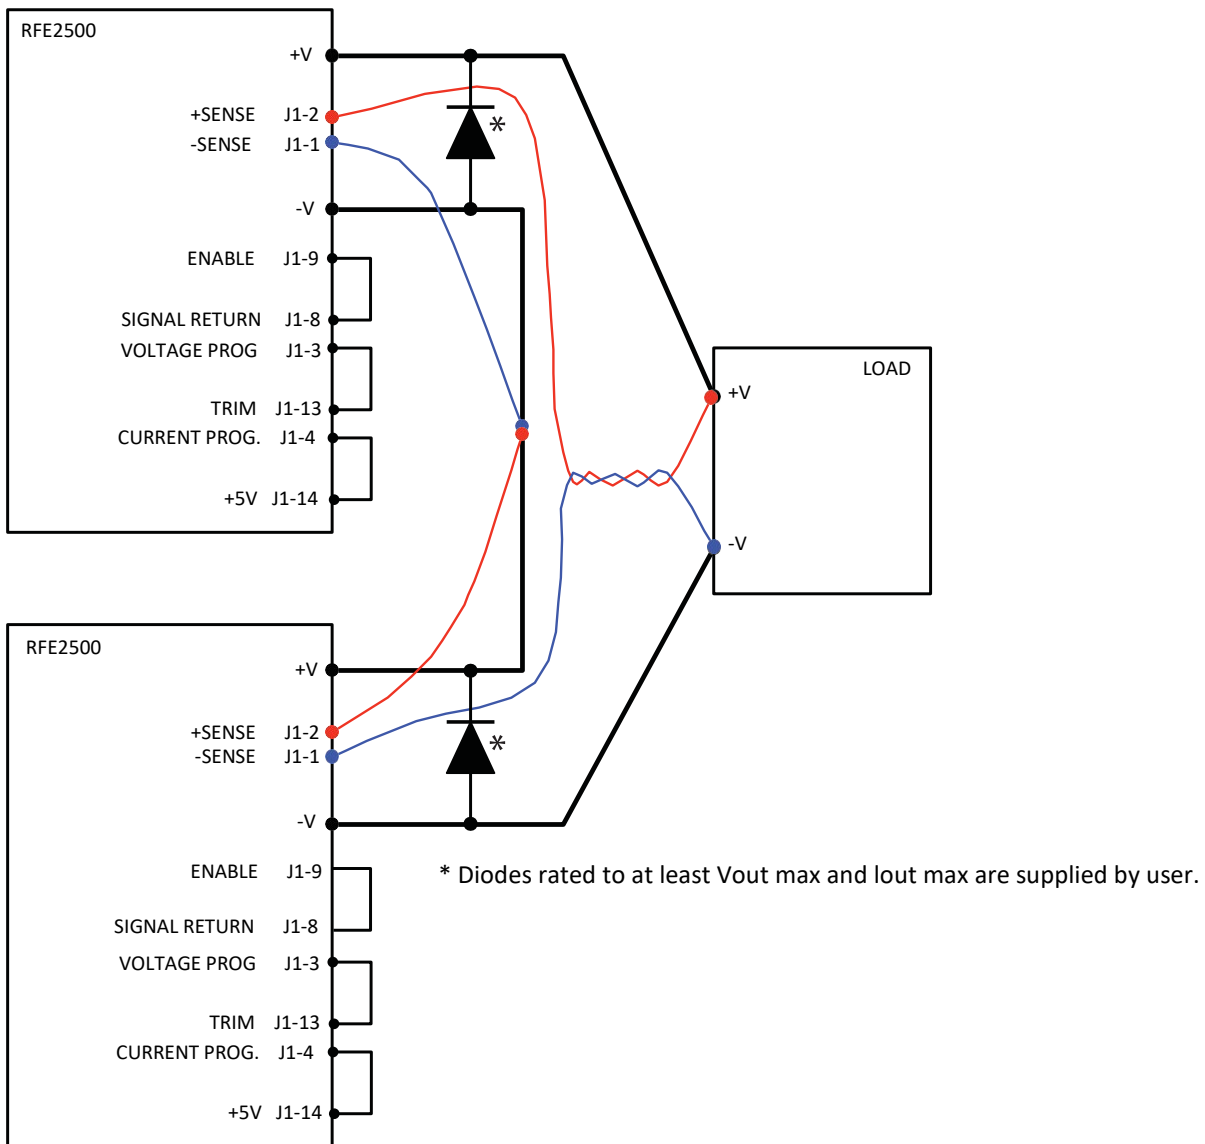 RFE2500
+V
+SENSE J1-2
-SENSE J1-1
*
-V
ENABLE J1-9
SIGNAL RETURN J1-8
VOLTAGE PROG J1-3
TRIM J1-13
CURRENT PROG. J1-4
+5V J1-14
LOAD
+V
-V
RFE2500
+V
+SENSE J1-2
-SENSE J1-1
*
-V
ENABLE J1-9
SIGNAL RETURN J1-8
VOLTAGE PROG J1-3
TRIM J1-13
CURRENT PROG. J1-4
+5V J1-14
* Diodes rated to at least Vout max and Iout max are supplied by user.